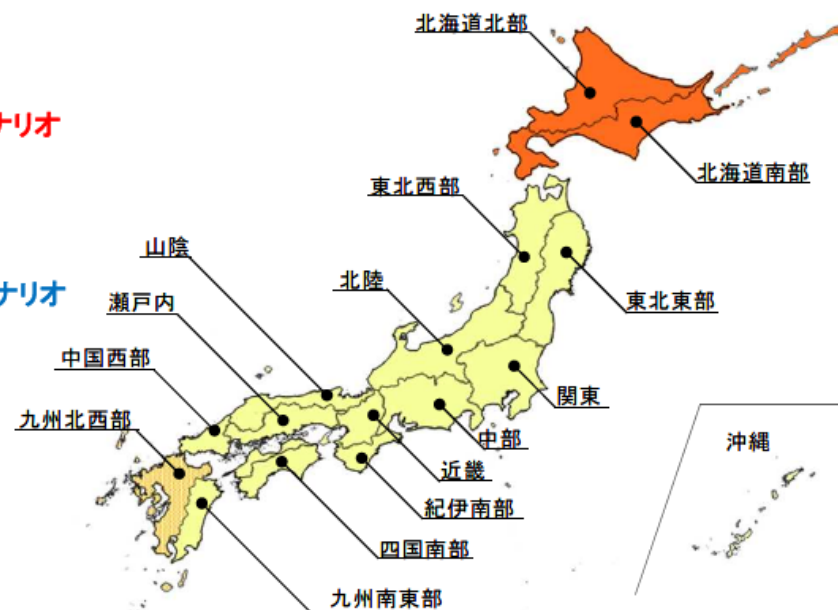 北海道北部
ナリオ
北海道南部
東北西部
山陰
北陸
ナリオ
瀬戸内
東北東部
中国西部
関東
九州北西部
中部
沖縄
近畿
紀伊南部
四国南部
九州南東部